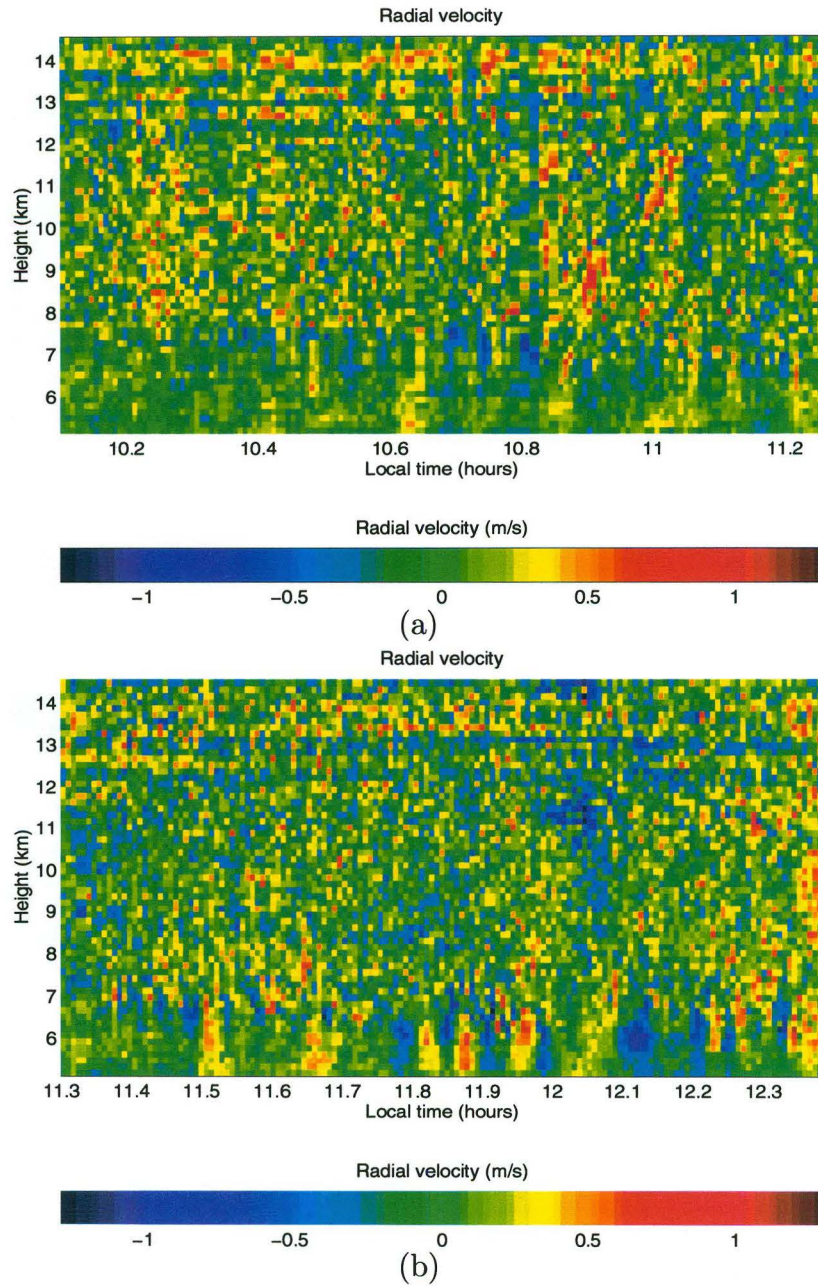 Radial velocity
14
13
12
11
10
9
8
7
6
Height (km)
10.2 10.4 10.6 10.8 11 11.2
Local time (hours)
Radial velocity (m/s)
−1 −0.5 0 0.5 1
(a)
Radial velocity
14
13
12
11
10
9
8
7
6
Height (km)
11.3 11.4 11.5 11.6 11.7 11.8 11.9 12 12.1 12.2 12.3
Local time (hours)
Radial velocity (m/s)
−1 −0.5 0 0.5 1
(b)